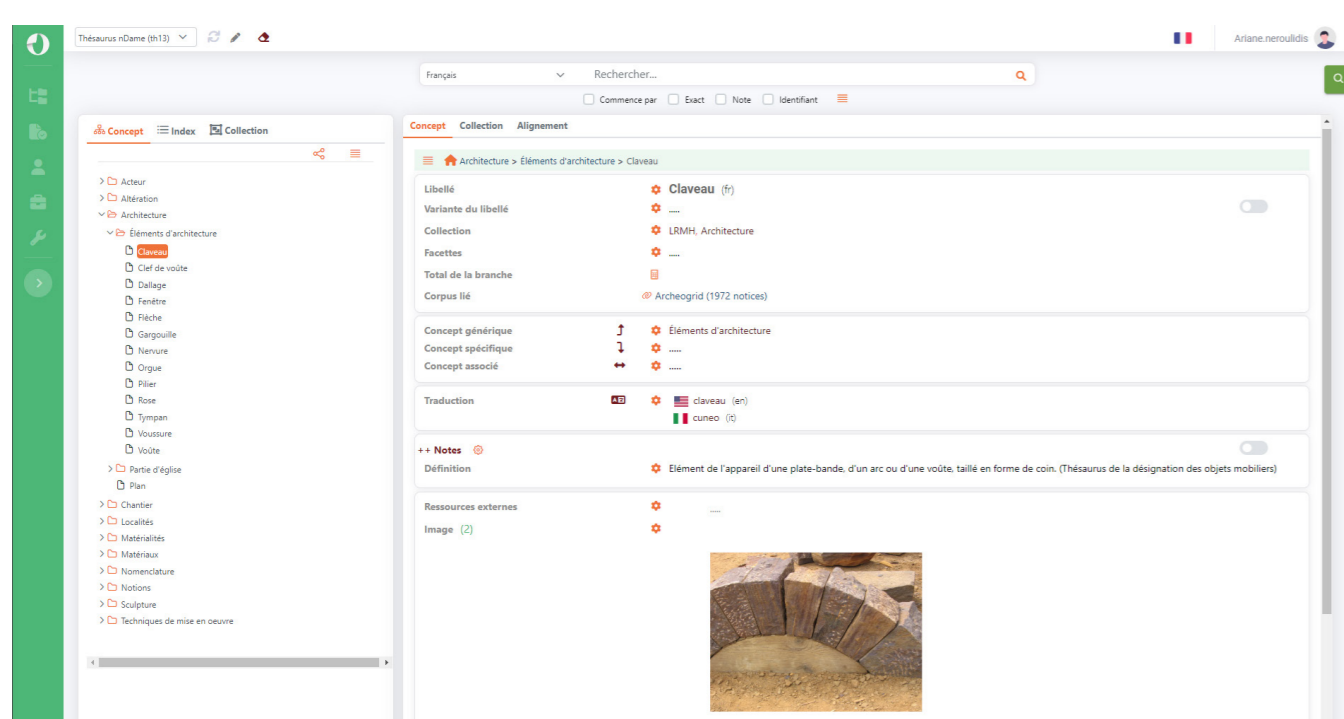 Thésaurus nDame (th13)
Ariane.neroulidis
Français
Rechercher...
Commence par Exact Note Identifiant
Concept Index Collection
Acteur
Altération
Architecture
Éléments d'architecture
Claveau
Clef de voûte
Dallage
Fenêtre
Flèche
Gargouille
Nervure
Orgue
Pilier
Rose
Tympan
Voussure
Voûte
Partie d'église
Plan
Chantier
Localités
Matérialités
Matériaux
Nomenclature
Notions
Sculpture
Techniques de mise en oeuvre
Concept Collection Alignement
Architecture > Éléments d'architecture > Claveau
Libellé Claveau (fr)
Variante du libellé .....
Collection LRMH, Architecture
Facettes .....
Total de la branche
Corpus lié Archeogrid (1972 notices)
Concept générique Éléments d'architecture
Concept spécifique .....
Concept associé .....
Traduction claveau (en)
cuneo (it)
++ Notes
Définition Elément de l'appareil d'une plate-bande, d'un arc ou d'une voûte, taillé en forme de coin. (Thésaurus de la désignation des objets mobiliers)
Ressources externes .....
Image (2)